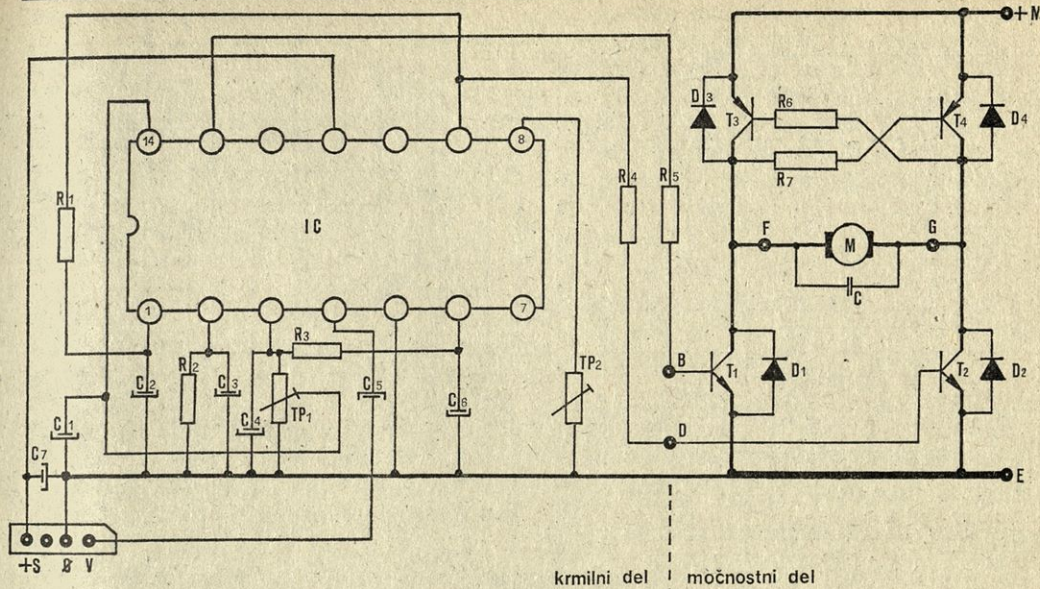 +M
D3
T3
R6
T4
D4
14
8
R7
R1
R4
R5
IC
F
M
G
C
1
7
R3
R2
C2
C3
C4
TP1
C5
C6
TP2
B
T1
D1
T2
D2
C1
D
C7
E
+S
V
krmilni del
močnostni del